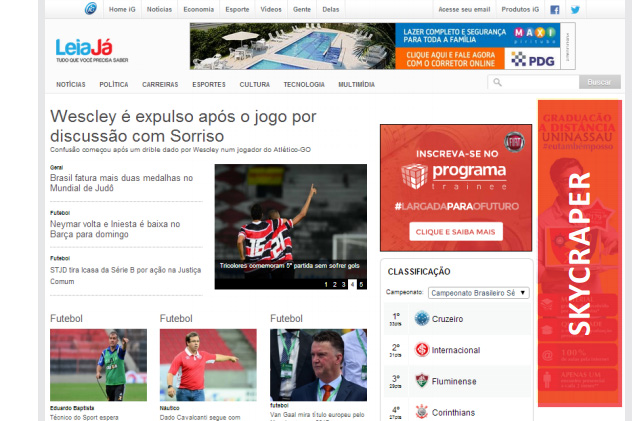 Home iG Notícias Economia Esporte Vídeos Gente Delas Acesse seu email Produtos iG
LeiaJá
TUDO QUE VOCÊ PRECISA SABER
LAZER COMPLETO E SEGURANÇA
PARA TODA A FAMÍLIA
CLIQUE AQUI E FALE AGORA
COM O CORRETOR ONLINE
MAXI
PDG
NOTÍCIAS POLÍTICA CARREIRAS ESPORTES CULTURA TECNOLOGIA MULTIMÍDIA
Buscar
Wescley é expulso após o jogo por
discussão com Sorriso
Confusão começou após um drible dado por Wescley num jogador do Atlético-GO
Geral
Brasil fatura mais duas medalhas no
Mundial de Judô
Futebol
Neymar volta e Iniesta é baixa no
Barça para domingo
Futebol
STJD tira Icasa da Série B por ação na Justiça
Comum
16 15
Tricolores comemoram 5ª partida sem sofrer gols
1 2 3 4 5
FIAT
INSCREVA-SE NO
programa
trainee
#LARGADAPARAOFUTURO
CLIQUE E SAIBA MAIS
CLASSIFICAÇÃO
Campeonato: Campeonato Brasileiro Sé
1º Cruzeiro
2º Internacional
3º Fluminense
4º Corinthians
GRADUAÇÃO
A DISTÂNCIA
UNINASSAU
SKYCRAPER
100%
APENAS UM
Futebol
Eduardo Baptista
Técnico do Sport espera
Futebol
Náutico
Dado Cavalcanti segue com
Futebol
futebol
Van Gaal mira título europeu pelo